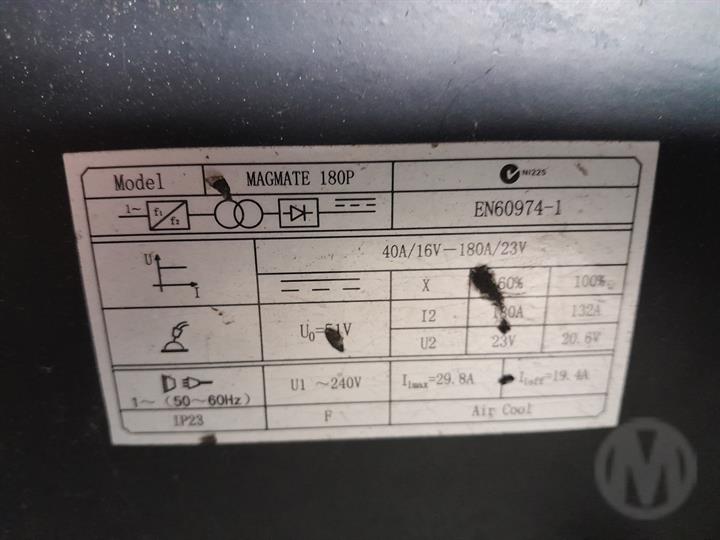 Model MAGMATE 180P N1225
1~ f₁ f₂ EN60974-1
U I 40A/16V—180A/23V
X 60% 100%
I2 180A 132A
U₀= V U2 23V 20.6V
1~ (50~60Hz) U1 ~240V I₁max=29.8A I₁eff=19.4A
IP23 F Air Cool
M